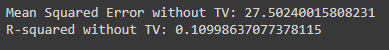 Mean Squared Error without TV: 27.50240015808231
R-squared without TV: 0.10998637077378115